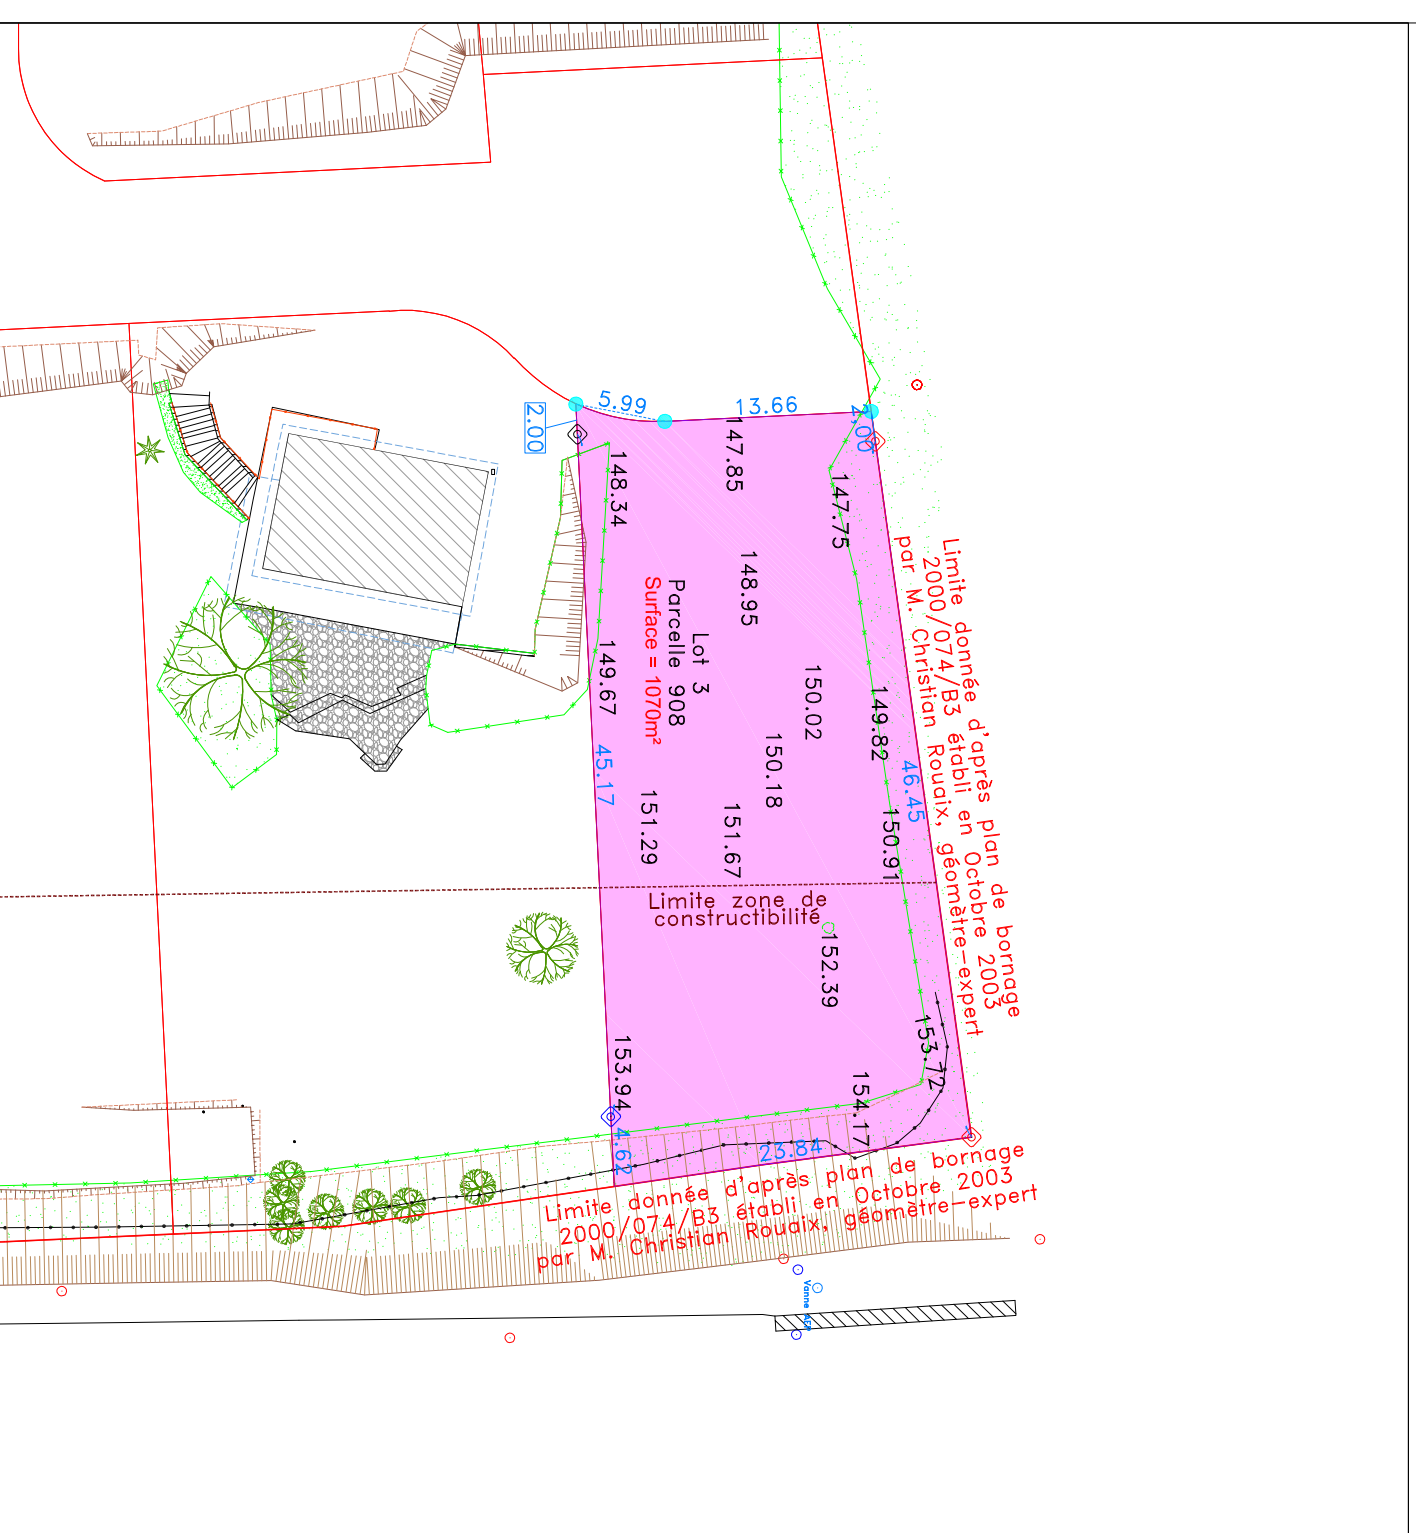 5.99
13.66
2.00
2,00
147.85
148.34
147.75
148.95
Lot 3
Parcelle 908
Surface = 1070m²
149.67
150.02
149.82
150.18
45.17
46.45
151.29
151.67
150.91
Limite donnée d'après plan de bornage
2000/074/B3 établi en Octobre 2003
par M. Christian Rouaix, géomètre-expert
Limite zone de
constructibilité
152.39
153.94
153.72
154.17
4.62
23.84
Limite donnée d'après plan de bornage
2000/074/B3 établi en Octobre 2003
par M. Christian Rouaix, géomètre-expert
Vanne